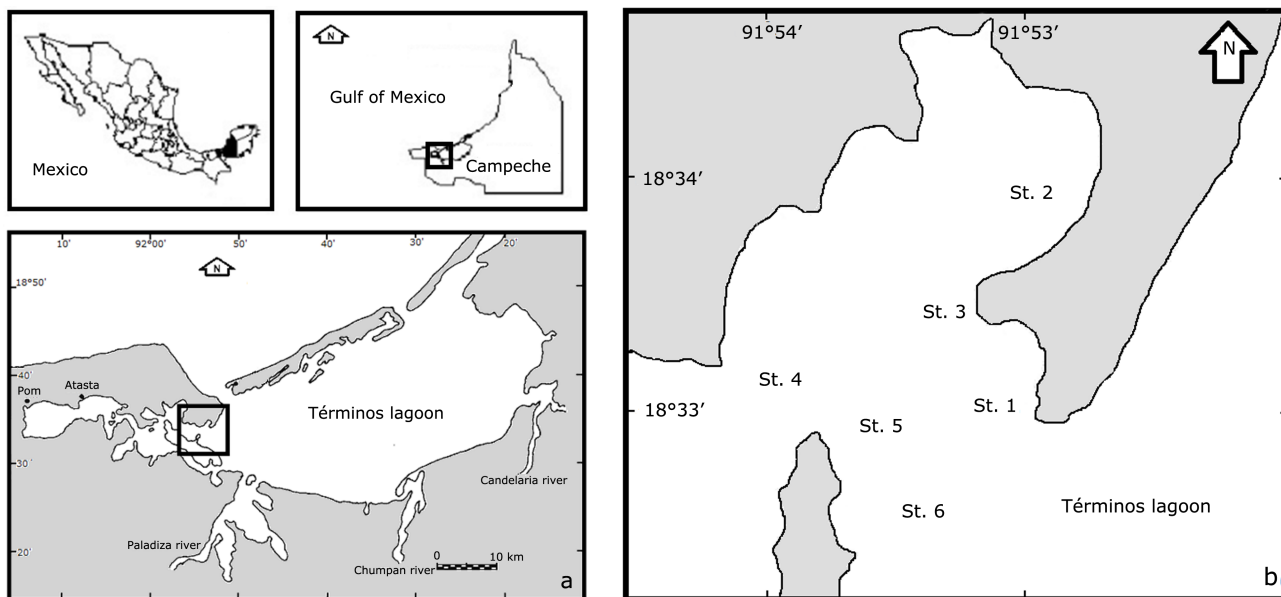 Mexico
N
Gulf of Mexico
Campeche
10'
92°00'
50'
40'
30'
20'
N
18°50'
40'
Pom
Atasta
Términos lagoon
30'
Candelaria river
Paladiza river
20'
Chumpan river
0
10 km
a
91°54′
91°53′
N
18°34′
St. 2
St. 3
St. 4
18°33′
St. 1
St. 5
St. 6
Términos lagoon
b